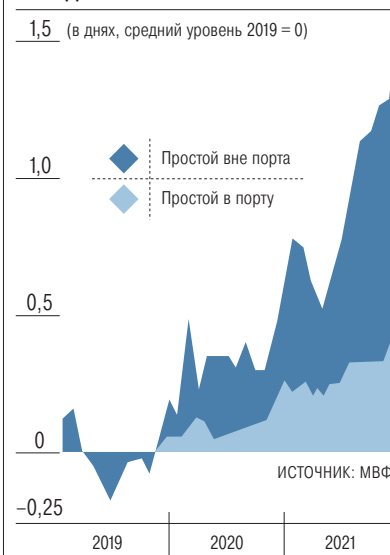 1,5 (в днях, средний уровень 2019 = 0)
Простой вне порта
1,0
Простой в порту
0,5
0
ИСТОЧНИК: МВФ
–0,25
2019 2020 2021